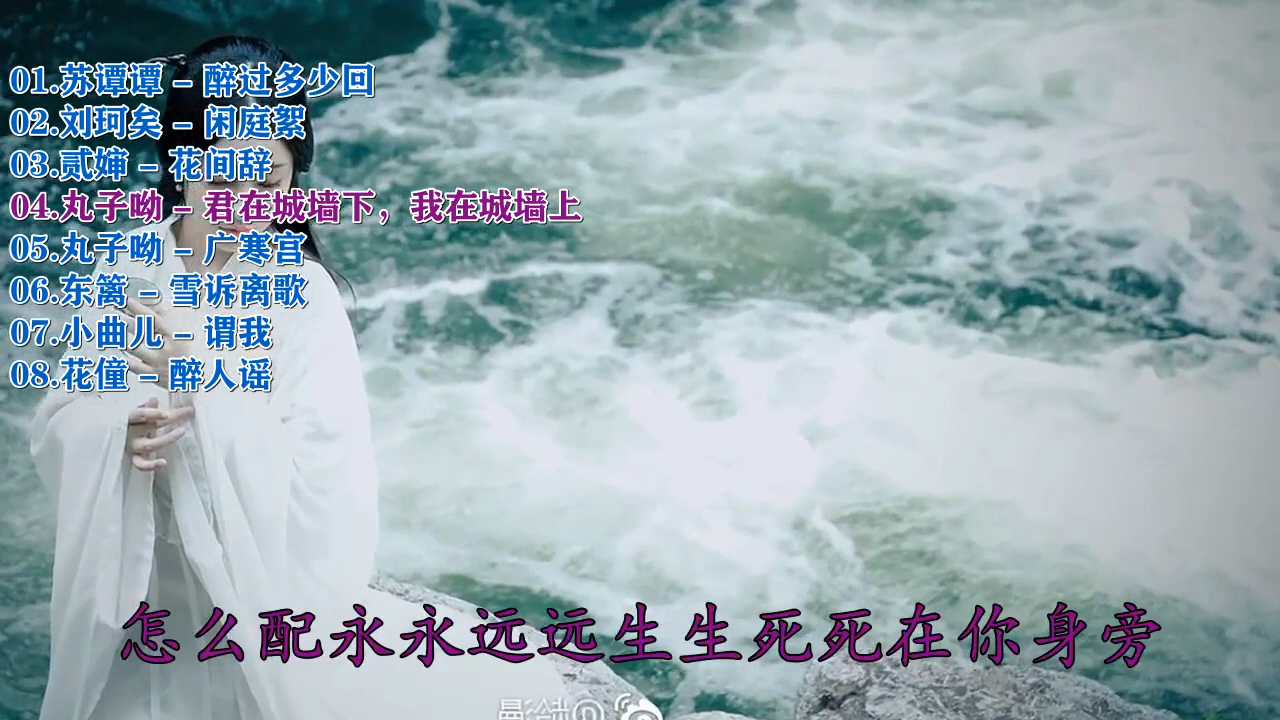 01.苏谭谭 - 醉过多少回
02.刘珂矣 - 闲庭絮
03.贰婶 - 花间辞
04.丸子呦 - 君在城墙下，我在城墙上
05.丸子呦 - 广寒宫
06.东篱 - 雪诉离歌
07.小曲儿 - 谓我
08.花僮 - 醉人谣
怎么配永永远远生生死死在你身旁